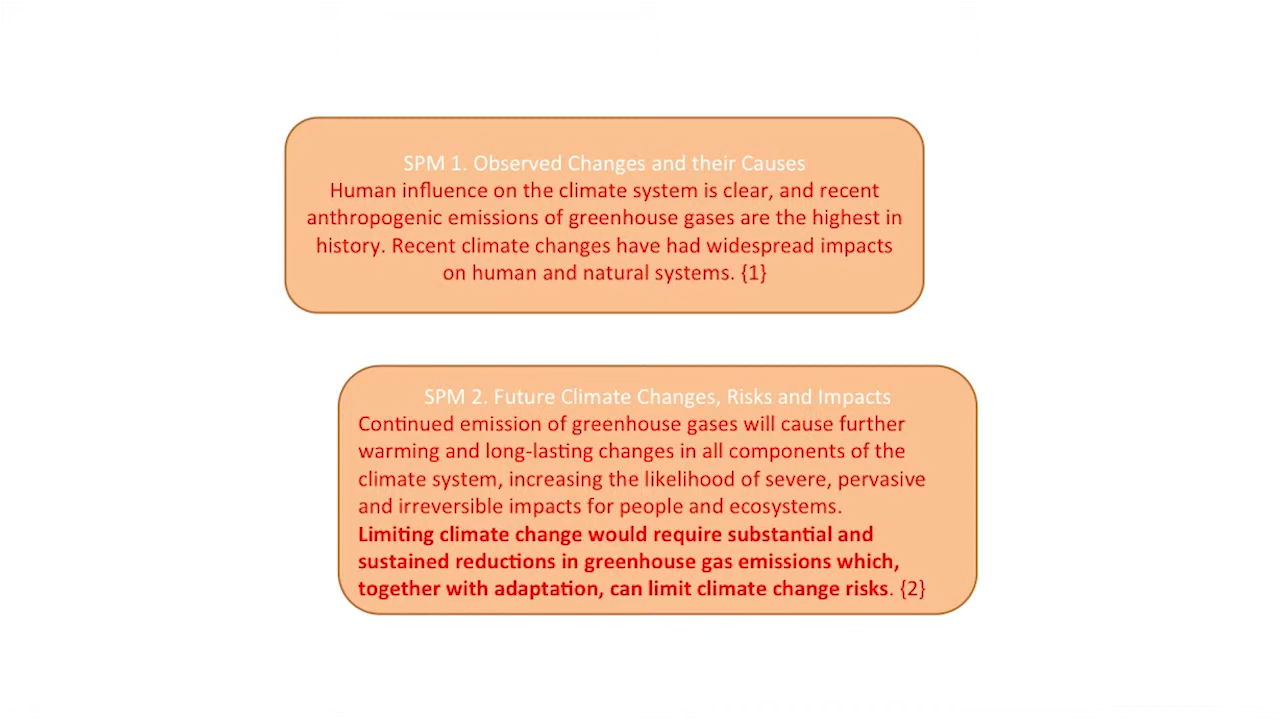 SPM 1. Observed Changes and their Causes
Human influence on the climate system is clear, and recent
anthropogenic emissions of greenhouse gases are the highest in
history. Recent climate changes have had widespread impacts
on human and natural systems. {1}
SPM 2. Future Climate Changes, Risks and Impacts
Continued emission of greenhouse gases will cause further
warming and long-lasting changes in all components of the
climate system, increasing the likelihood of severe, pervasive
and irreversible impacts for people and ecosystems.
Limiting climate change would require substantial and
sustained reductions in greenhouse gas emissions which,
together with adaptation, can limit climate change risks. {2}